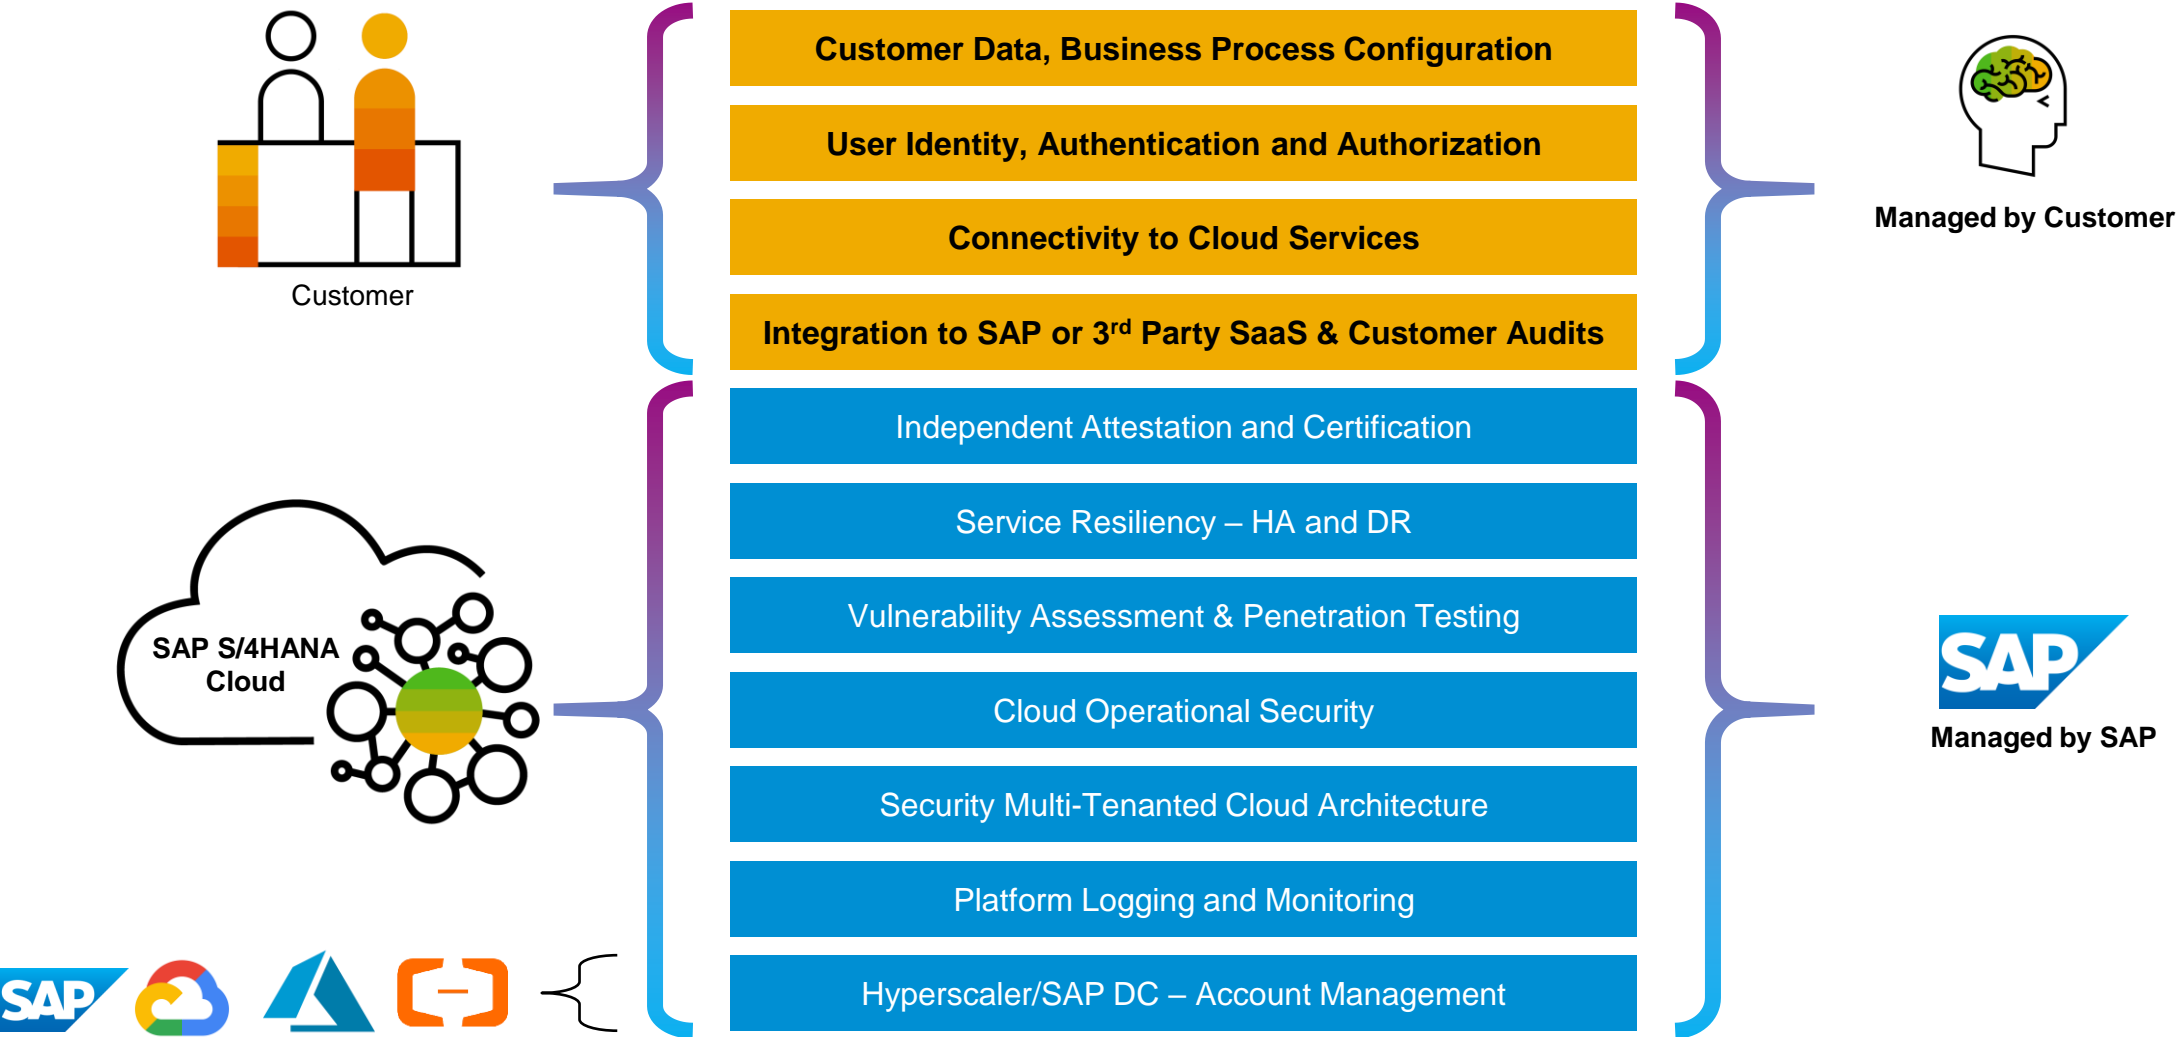 Customer Data, Business Process Configuration
User Identity, Authentication and Authorization
Connectivity to Cloud Services
Integration to SAP or 3rd Party SaaS & Customer Audits
Customer
Managed by Customer
Independent Attestation and Certification
Service Resiliency – HA and DR
Vulnerability Assessment & Penetration Testing
Cloud Operational Security
Security Multi-Tenanted Cloud Architecture
Platform Logging and Monitoring
Hyperscaler/SAP DC – Account Management
SAP S/4HANA
Cloud
SAP
Managed by SAP
SAP